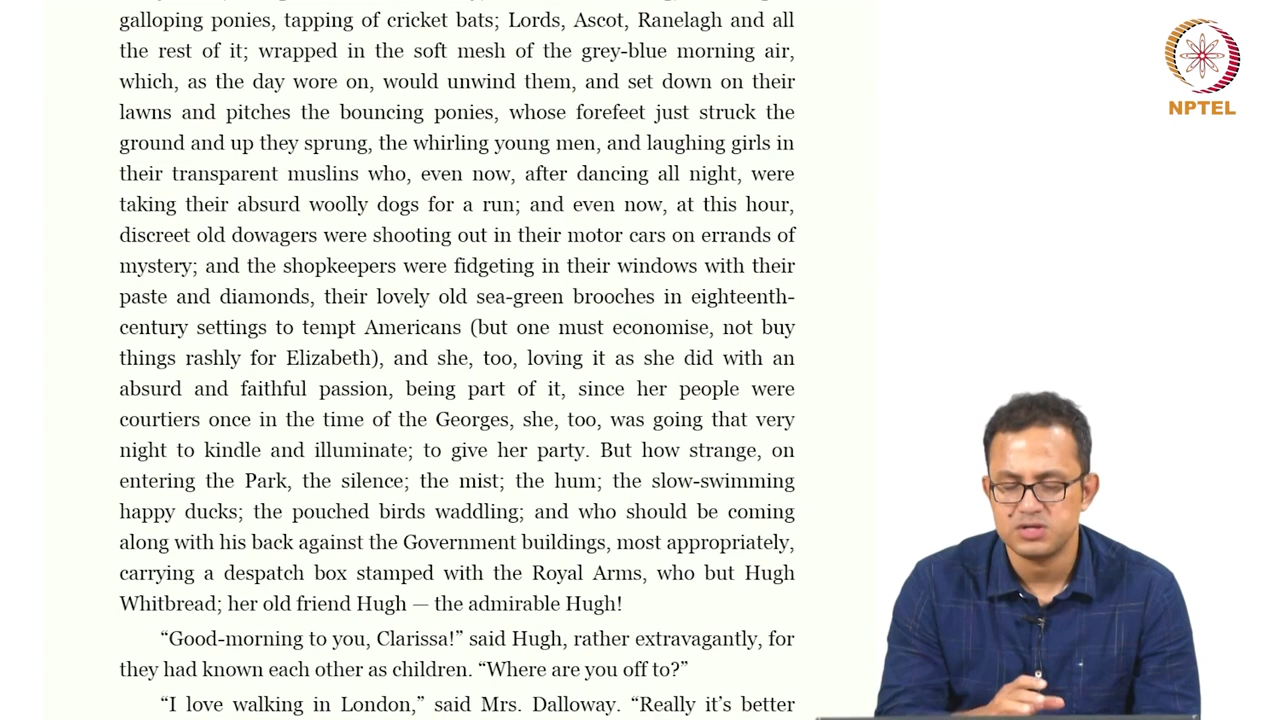 galloping ponies, tapping of cricket bats; Lords, Ascot, Ranelagh and all
the rest of it; wrapped in the soft mesh of the grey-blue morning air,
which, as the day wore on, would unwind them, and set down on their
lawns and pitches the bouncing ponies, whose forefeet just struck the
ground and up they sprung, the whirling young men, and laughing girls in
their transparent muslins who, even now, after dancing all night, were
taking their absurd woolly dogs for a run; and even now, at this hour,
discreet old dowagers were shooting out in their motor cars on errands of
mystery; and the shopkeepers were fidgeting in their windows with their
paste and diamonds, their lovely old sea-green brooches in eighteenth-
century settings to tempt Americans (but one must economise, not buy
things rashly for Elizabeth), and she, too, loving it as she did with an
absurd and faithful passion, being part of it, since her people were
courtiers once in the time of the Georges, she, too, was going that very
night to kindle and illuminate; to give her party. But how strange, on
entering the Park, the silence; the mist; the hum; the slow-swimming
happy ducks; the pouched birds waddling; and who should be coming
along with his back against the Government buildings, most appropriately,
carrying a despatch box stamped with the Royal Arms, who but Hugh
Whitbread; her old friend Hugh — the admirable Hugh!
“Good-morning to you, Clarissa!” said Hugh, rather extravagantly, for
they had known each other as children. “Where are you off to?”
“I love walking in London,” said Mrs. Dalloway. “Really it’s better
NPTEL